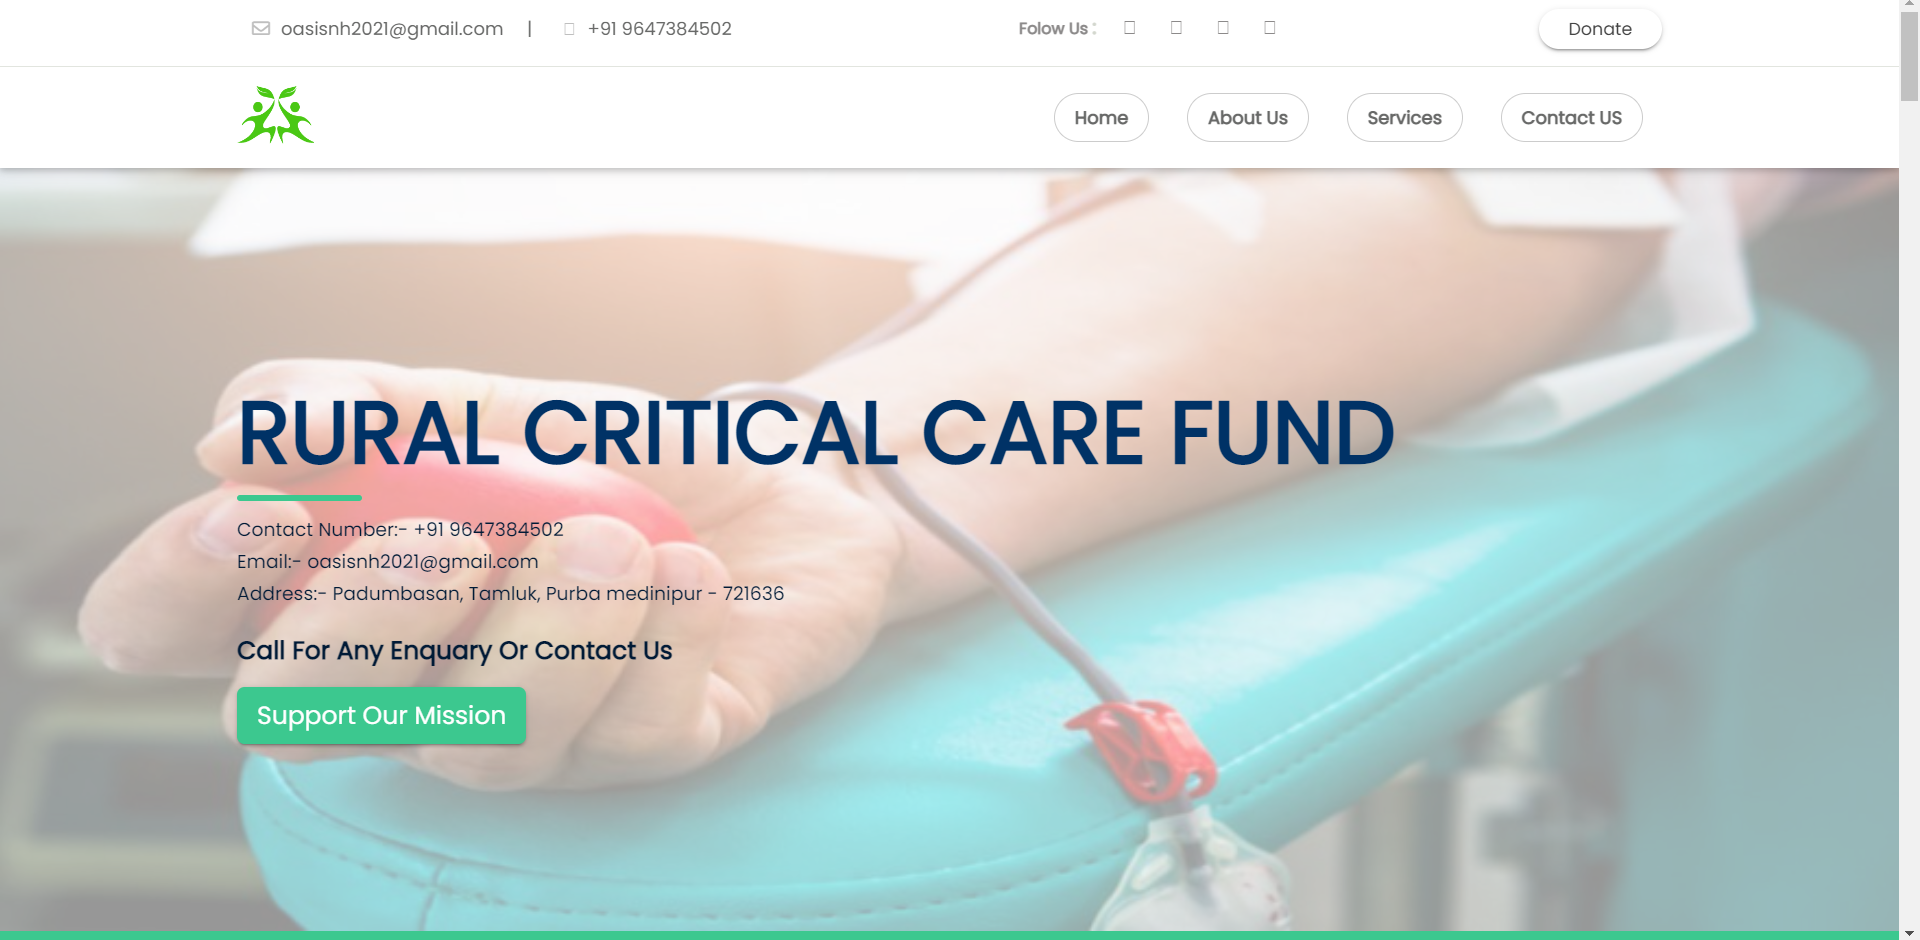 oasisnh2021@gmail.com | +91 9647384502 Folow Us : Donate
Home About Us Services Contact US
RURAL CRITICAL CARE FUND
Contact Number:- +91 9647384502
Email:- oasisnh2021@gmail.com
Address:- Padumbasan, Tamluk, Purba medinipur - 721636
Call For Any Enquary Or Contact Us
Support Our Mission